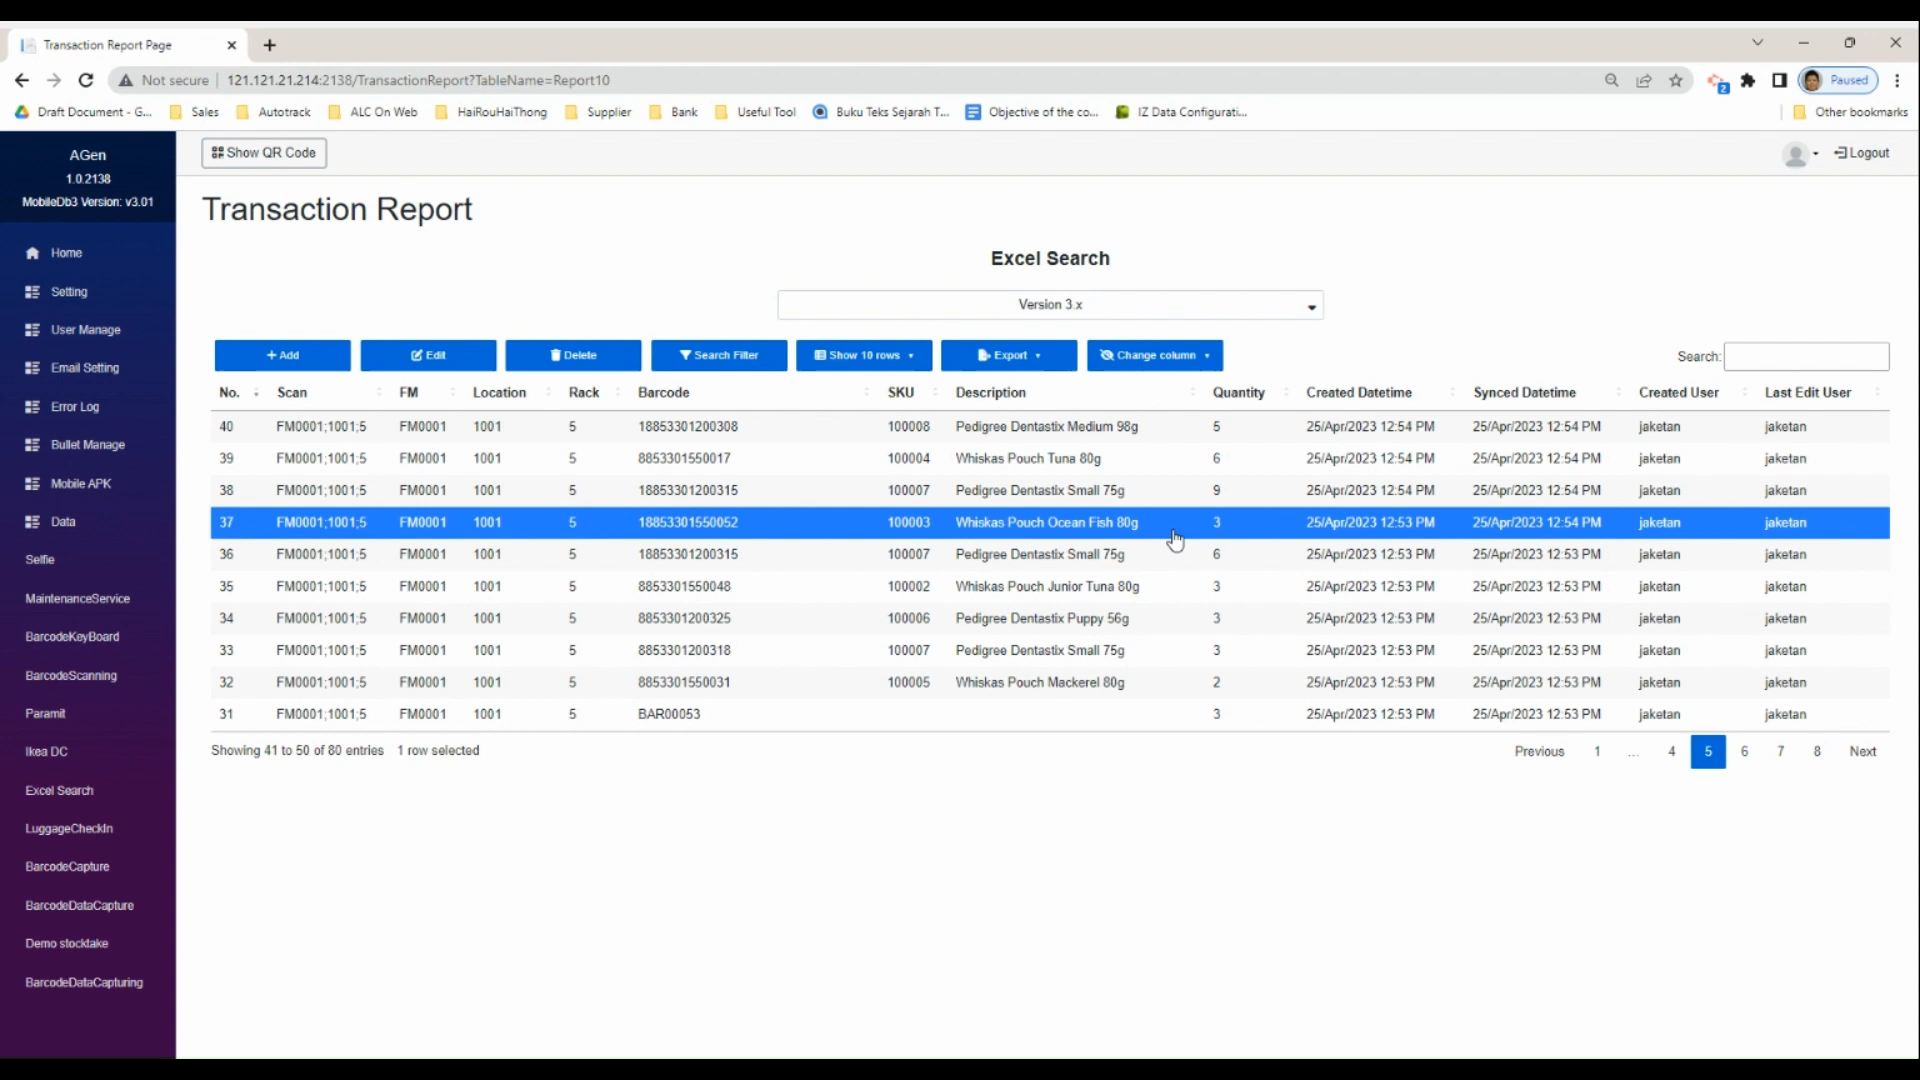 Transaction Report Page
Not secure | 121.121.21.214:2138/TransactionReport?TableName=Report10
2
Paused
Draft Document - G... Sales Autotrack ALC On Web HaiRouHaiThong Supplier Bank Useful Tool Buku Teks Sejarah T... Objective of the co... IZ Data Configurati... Other bookmarks
AGen
1.0.2138
MobileDb3 Version: v3.01
Home
Setting
User Manage
Email Setting
Error Log
Bullet Manage
Mobile APK
Data
Selfie
MaintenanceService
BarcodeKeyBoard
BarcodeScanning
Paramit
Ikea DC
Excel Search
LuggageCheckIn
BarcodeCapture
BarcodeDataCapture
Demo stocktake
BarcodeDataCapturing
Show QR Code
Logout
Transaction Report
Excel Search
Version 3.x
+ Add Edit Delete Search Filter Show 10 rows Export Change column Search:
No. Scan FM Location Rack Barcode SKU Description Quantity Created Datetime Synced Datetime Created User Last Edit User
40 FM0001;1001;5 FM0001 1001 5 18853301200308 100008 Pedigree Dentastix Medium 98g 5 25/Apr/2023 12:54 PM 25/Apr/2023 12:54 PM jaketan jaketan
39 FM0001;1001;5 FM0001 1001 5 8853301550017 100004 Whiskas Pouch Tuna 80g 6 25/Apr/2023 12:54 PM 25/Apr/2023 12:54 PM jaketan jaketan
38 FM0001;1001;5 FM0001 1001 5 18853301200315 100007 Pedigree Dentastix Small 75g 9 25/Apr/2023 12:54 PM 25/Apr/2023 12:54 PM jaketan jaketan
37 FM0001;1001;5 FM0001 1001 5 18853301550052 100003 Whiskas Pouch Ocean Fish 80g 3 25/Apr/2023 12:53 PM 25/Apr/2023 12:54 PM jaketan jaketan
36 FM0001;1001;5 FM0001 1001 5 18853301200315 100007 Pedigree Dentastix Small 75g 6 25/Apr/2023 12:53 PM 25/Apr/2023 12:53 PM jaketan jaketan
35 FM0001;1001;5 FM0001 1001 5 8853301550048 100002 Whiskas Pouch Junior Tuna 80g 3 25/Apr/2023 12:53 PM 25/Apr/2023 12:53 PM jaketan jaketan
34 FM0001;1001;5 FM0001 1001 5 8853301200325 100006 Pedigree Dentastix Puppy 56g 3 25/Apr/2023 12:53 PM 25/Apr/2023 12:53 PM jaketan jaketan
33 FM0001;1001;5 FM0001 1001 5 8853301200318 100007 Pedigree Dentastix Small 75g 3 25/Apr/2023 12:53 PM 25/Apr/2023 12:53 PM jaketan jaketan
32 FM0001;1001;5 FM0001 1001 5 8853301550031 100005 Whiskas Pouch Mackerel 80g 2 25/Apr/2023 12:53 PM 25/Apr/2023 12:53 PM jaketan jaketan
31 FM0001;1001;5 FM0001 1001 5 BAR00053 3 25/Apr/2023 12:53 PM 25/Apr/2023 12:53 PM jaketan jaketan
Showing 41 to 50 of 80 entries 1 row selected
Previous 1 ... 4 5 6 7 8 Next